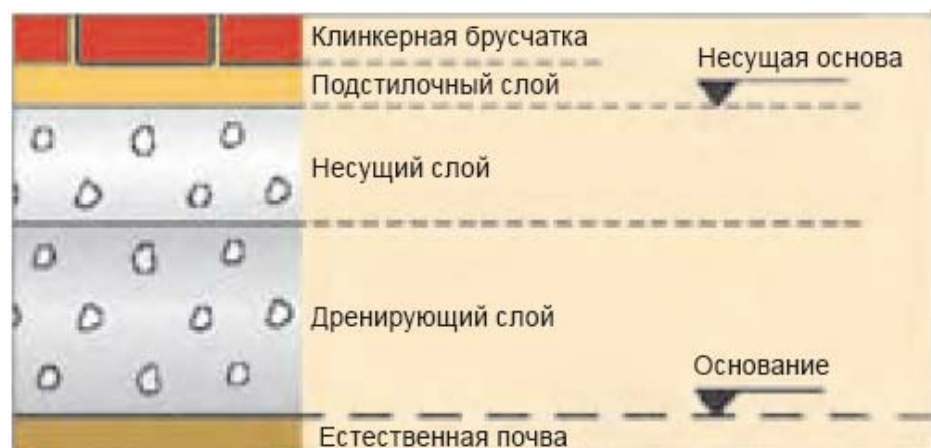 Клинкерная брусчатка
Несущая основа
Подстилочный слой
Несущий слой
Дренирующий слой
Основание
Естественная почва